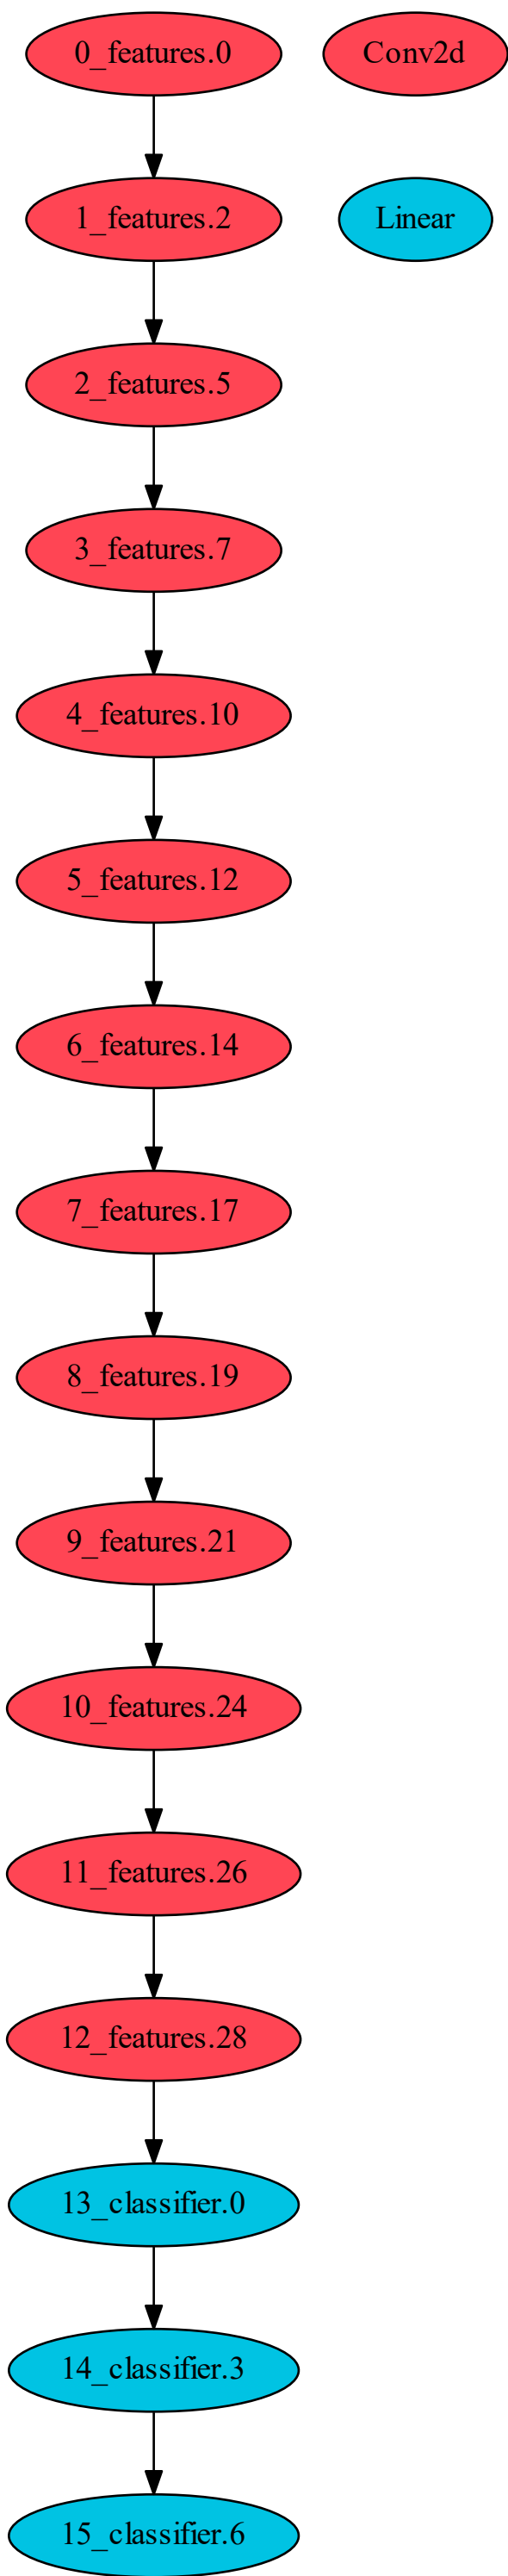 0_features.0
Conv2d
1_features.2
Linear
2_features.5
3_features.7
4_features.10
5_features.12
6_features.14
7_features.17
8_features.19
9_features.21
10_features.24
11_features.26
12_features.28
13_classifier.0
14_classifier.3
15_classifier.6